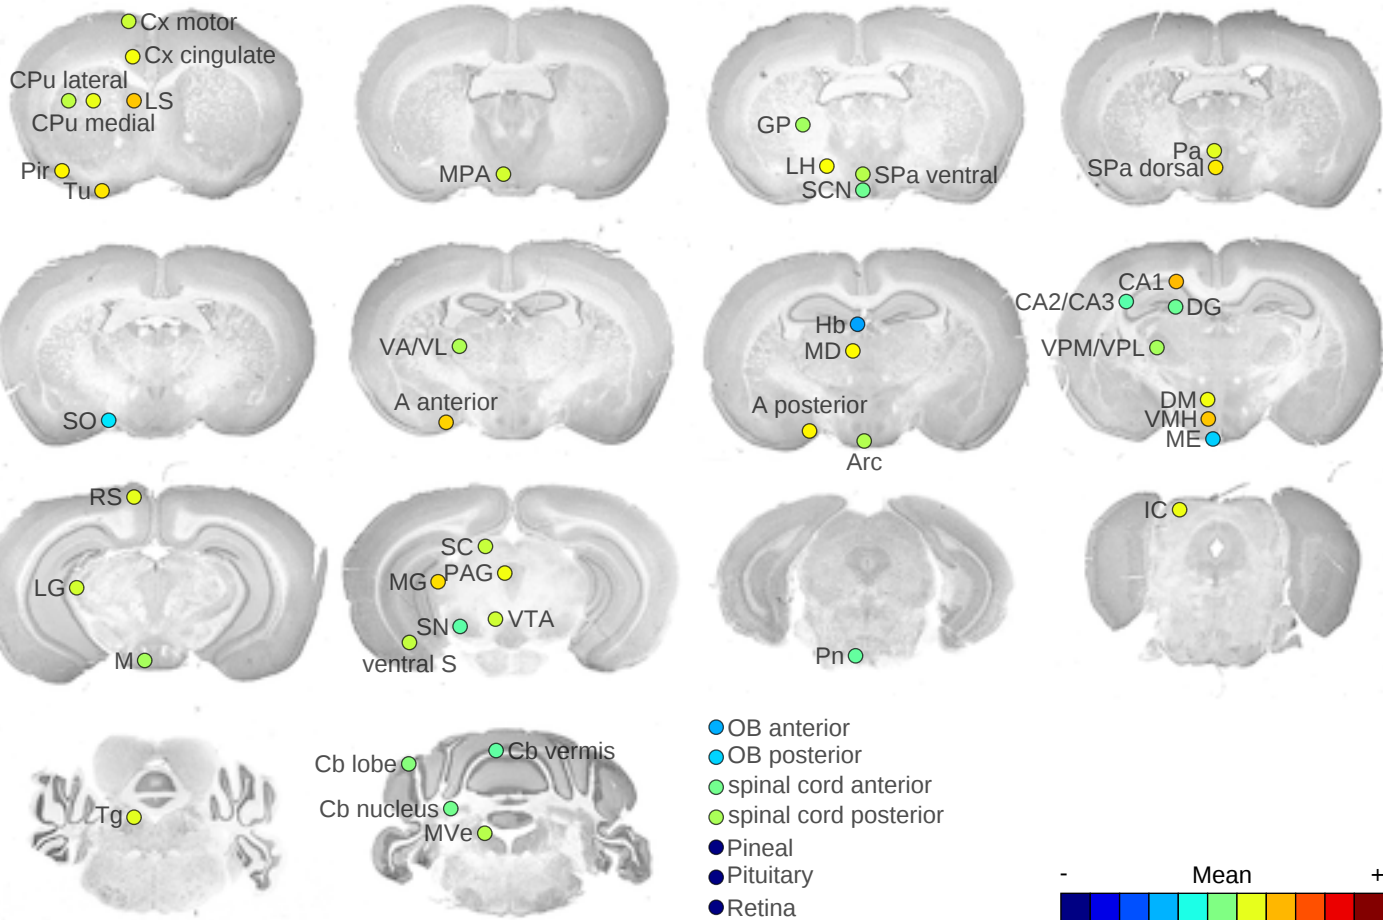 Cx motor
Cx cingulate
CPu lateral
LS
CPu medial
Pir
Tu
MPA
GP
LH
SPa ventral
SCN
Pa
SPa dorsal
SO
VA/VL
A anterior
Hb
MD
A posterior
Arc
CA1
CA2/CA3
DG
VPM/VPL
DM
VMH
ME
RS
LG
M
SC
MG
PAG
SN
VTA
ventral S
Pn
IC
Tg
Cb lobe
Cb vermis
Cb nucleus
MVe
OB anterior
OB posterior
spinal cord anterior
spinal cord posterior
Pineal
Pituitary
Retina
- Mean +